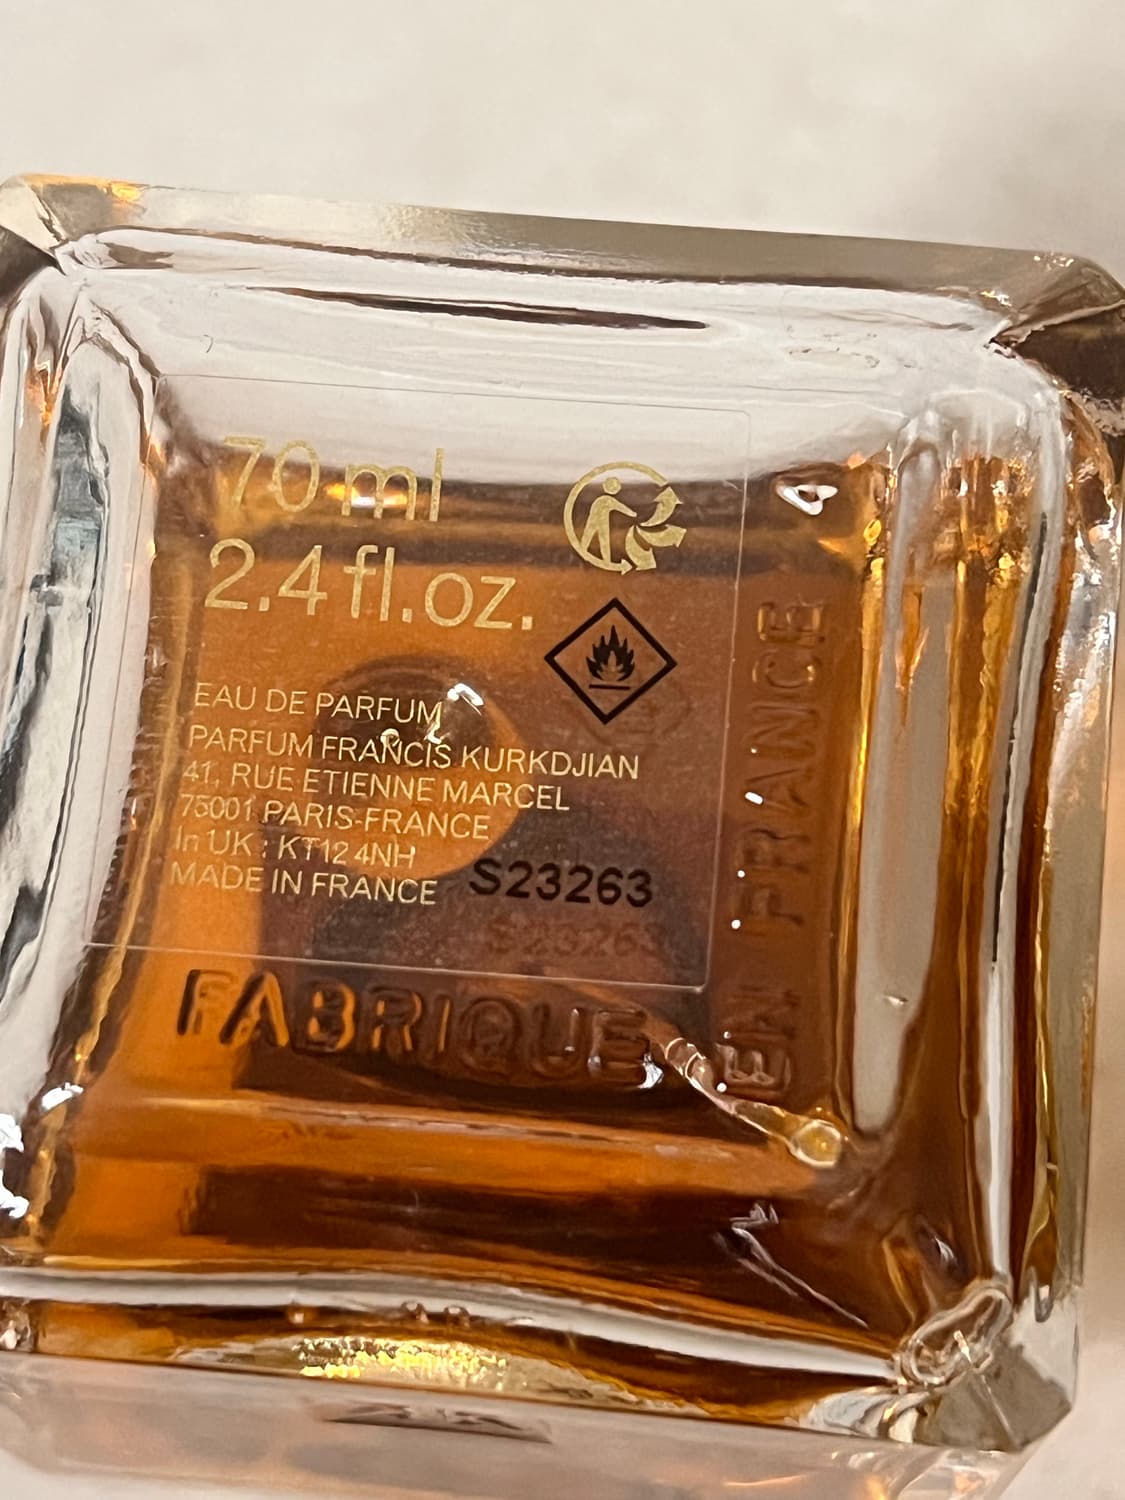 70 ml
2.4 fl.oz.
EAU DE PARFUM
PARFUM FRANCIS KURKDJIAN
41, RUE ETIENNE MARCEL
75001 PARIS-FRANCE
In UK : KT12 4NH
MADE IN FRANCE
S23263
FABRIQUE
EN FRANCE